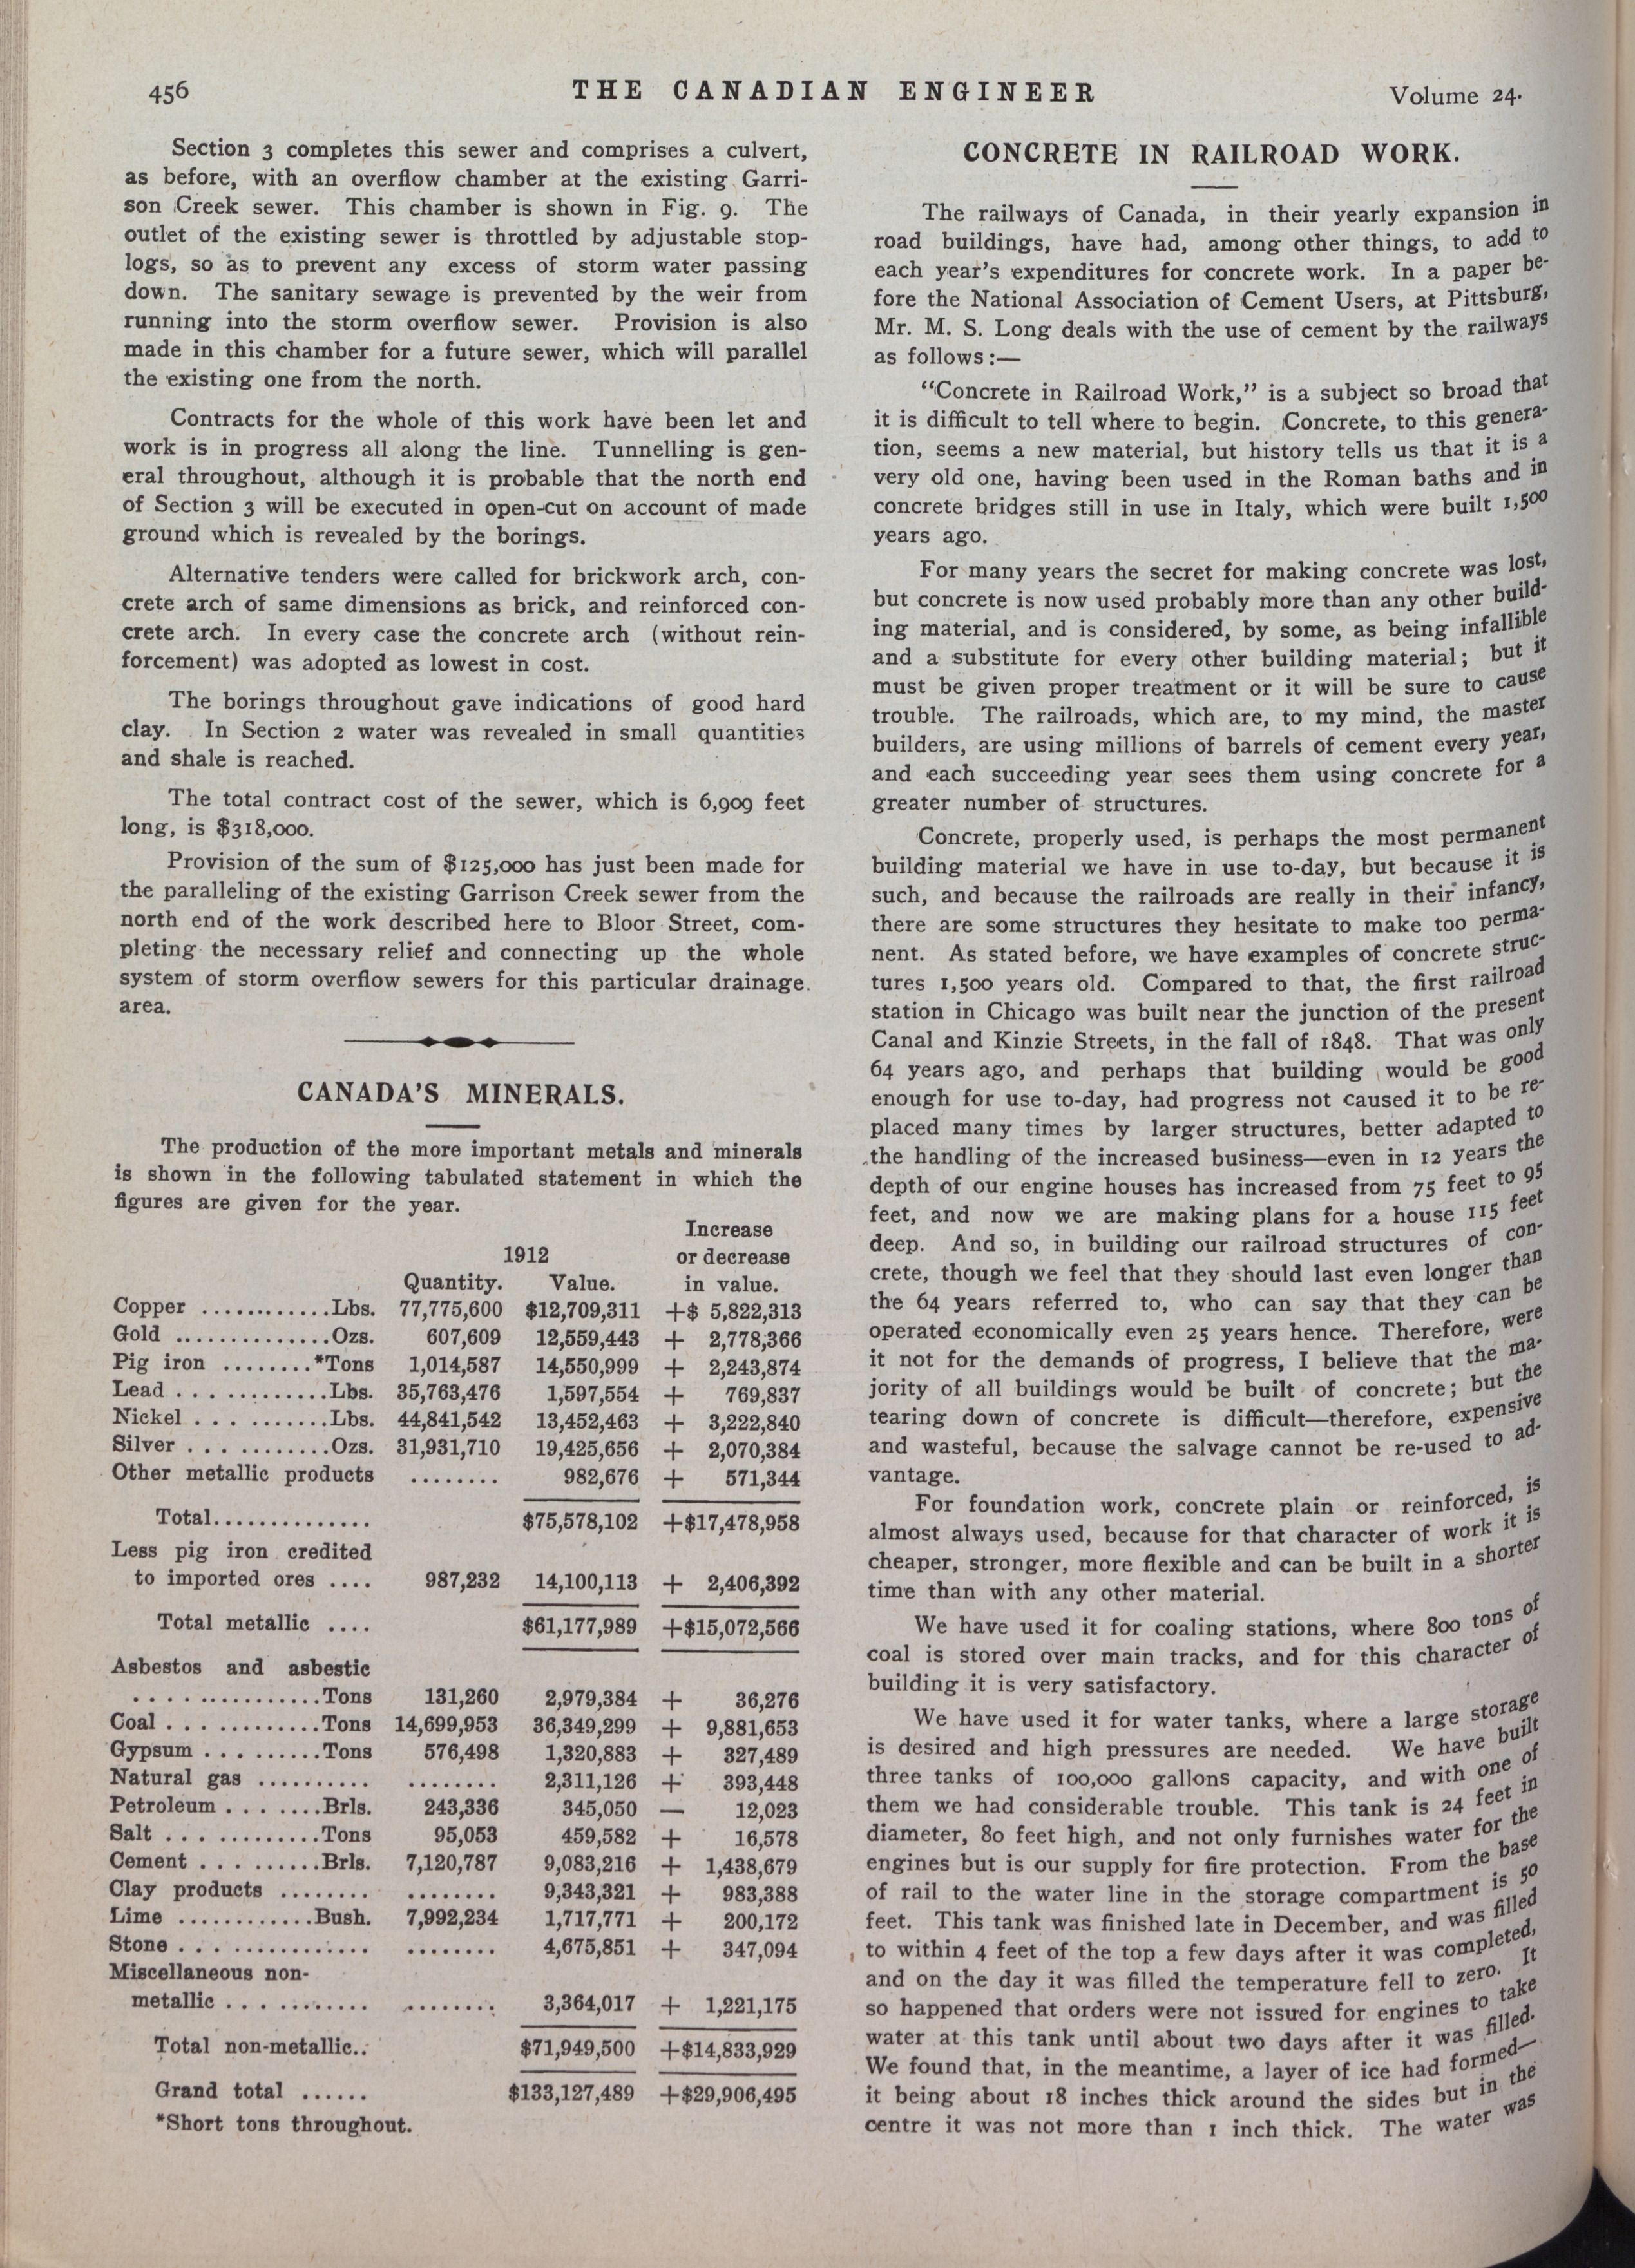 456
THE CANADIAN ENGINEER
Volume 24.
Section 3 completes this sewer and comprises a culvert,
as before, with an overflow chamber at the existing Garri-
son Creek sewer. This chamber is shown in Fig. 9. The
outlet of the existing sewer is throttled by adjustable stop-
logs, so as to prevent any excess of storm water passing
down. The sanitary sewage is prevented by the weir from
running into the storm overflow sewer. Provision is also
made in this chamber for a future sewer, which will parallel
the existing one from the north.
Contracts for the whole of this work have been let and
work is in progress all along the line. Tunnelling is gen-
eral throughout, although it is probable that the north end
of Section 3 will be executed in open-cut on account of made
ground which is revealed by the borings.
Alternative tenders were called for brickwork arch, con-
crete arch of same dimensions as brick, and reinforced con-
crete arch. In every case the concrete arch (without rein-
forcement) was adopted as lowest in cost.
The borings throughout gave indications of good hard
clay. In Section 2 water was revealed in small quantities
and shale is reached.
The total contract cost of the sewer, which is 6,909 feet
long, is $318,000.
Provision of the sum of $125,000 has just been made for
the paralleling of the existing Garrison Creek sewer from the
north end of the work described here to Bloor Street, com-
pleting the necessary relief and connecting up the whole
system of storm overflow sewers for this particular drainage
area.
CANADA'S MINERALS.
The production of the more important metals and minerals
is shown in the following tabulated statement in which the
figures are given for the year.
Increase
1912 or decrease
Quantity. Value. in value.
Copper ............Lbs. 77,775,600 $12,709,311 +$ 5,822,313
Gold ..............Ozs. 607,609 12,559,443 + 2,778,366
Pig iron ........*Tons 1,014,587 14,550,999 + 2,243,874
Lead . . . .........Lbs. 35,763,476 1,597,554 + 769,837
Nickel . . . ........Lbs. 44,841,542 13,452,463 + 3,222,840
Silver . . . .........Ozs. 31,931,710 19,425,656 + 2,070,384
Other metallic products ........ 982,676 + 571,344
Total.............. $75,578,102 +$17,478,958
Less pig iron credited
to imported ores .... 987,232 14,100,113 + 2,406,392
Total metallic .... $61,177,989 +$15,072,566
Asbestos and asbestic
. . . . ..............Tons 131,260 2,979,384 + 36,276
Coal . . . ..........Tons 14,699,953 36,349,299 + 9,881,653
Gypsum . . . .......Tons 576,498 1,320,883 + 327,489
Natural gas .......... ........ 2,311,126 + 393,448
Petroleum . . . .....Brls. 243,336 345,050 — 12,023
Salt . . . ..........Tons 95,053 459,582 + 16,578
Cement . . . .......Brls. 7,120,787 9,083,216 + 1,438,679
Clay products ........ ........ 9,343,321 + 983,388
Lime ............Bush. 7,992,234 1,717,771 + 200,172
Stone . . . ............. ........ 4,675,851 + 347,094
Miscellaneous non-
metallic . . . .......... ........ 3,364,017 + 1,221,175
Total non-metallic.. $71,949,500 +$14,833,929
Grand total ...... $133,127,489 +$29,906,495
*Short tons throughout.
CONCRETE IN RAILROAD WORK.
The railways of Canada, in their yearly expansion in
road buildings, have had, among other things, to add to
each year's expenditures for concrete work. In a paper be-
fore the National Association of Cement Users, at Pittsburg,
Mr. M. S. Long deals with the use of cement by the railways
as follows:—
"Concrete in Railroad Work," is a subject so broad that
it is difficult to tell where to begin. Concrete, to this genera-
tion, seems a new material, but history tells us that it is a
very old one, having been used in the Roman baths and in
concrete bridges still in use in Italy, which were built 1,500
years ago.
For many years the secret for making concrete was lost,
but concrete is now used probably more than any other build-
ing material, and is considered, by some, as being infallible
and a substitute for every other building material; but it
must be given proper treatment or it will be sure to cause
trouble. The railroads, which are, to my mind, the master
builders, are using millions of barrels of cement every year,
and each succeeding year sees them using concrete for a
greater number of structures.
Concrete, properly used, is perhaps the most permanent
building material we have in use to-day, but because it is
such, and because the railroads are really in their infancy,
there are some structures they hesitate to make too perma-
nent. As stated before, we have examples of concrete struc-
tures 1,500 years old. Compared to that, the first railroad
station in Chicago was built near the junction of the present
Canal and Kinzie Streets, in the fall of 1848. That was only
64 years ago, and perhaps that building would be good
enough for use to-day, had progress not caused it to be re-
placed many times by larger structures, better adapted to
the handling of the increased business—even in 12 years the
depth of our engine houses has increased from 75 feet to 95
feet, and now we are making plans for a house 115 feet
deep. And so, in building our railroad structures of con-
crete, though we feel that they should last even longer than
the 64 years referred to, who can say that they can be
operated economically even 25 years hence. Therefore, were
it not for the demands of progress, I believe that the ma-
jority of all buildings would be built of concrete; but the
tearing down of concrete is difficult—therefore, expensive
and wasteful, because the salvage cannot be re-used to ad-
vantage.
For foundation work, concrete plain or reinforced, is
almost always used, because for that character of work it is
cheaper, stronger, more flexible and can be built in a shorter
time than with any other material.
We have used it for coaling stations, where 800 tons of
coal is stored over main tracks, and for this character of
building it is very satisfactory.
We have used it for water tanks, where a large storage
is desired and high pressures are needed. We have built
three tanks of 100,000 gallons capacity, and with one of
them we had considerable trouble. This tank is 24 feet in
diameter, 80 feet high, and not only furnishes water for the
engines but is our supply for fire protection. From the base
of rail to the water line in the storage compartment is 50
feet. This tank was finished late in December, and was filled
to within 4 feet of the top a few days after it was completed,
and on the day it was filled the temperature fell to zero. It
so happened that orders were not issued for engines to take
water at this tank until about two days after it was filled.
We found that, in the meantime, a layer of ice had formed—
it being about 18 inches thick around the sides but in the
centre it was not more than 1 inch thick. The water was